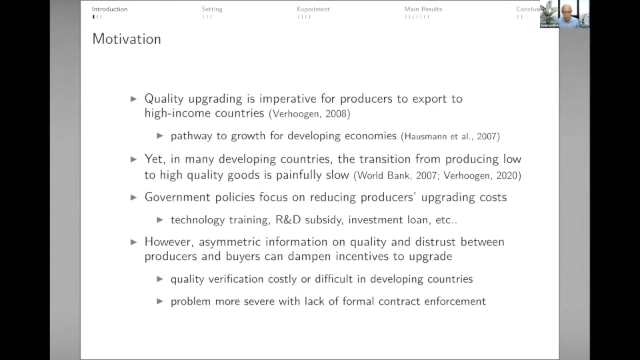 Introduction Setting Experiment Main Results Conclus
Motivation
Quality upgrading is imperative for producers to export to
high-income countries (Verhoogen, 2008)
pathway to growth for developing economies (Hausmann et al., 2007)
Yet, in many developing countries, the transition from producing low
to high quality goods is painfully slow (World Bank, 2007; Verhoogen, 2020)
Government policies focus on reducing producers' upgrading costs
technology training, R&D subsidy, investment loan, etc..
However, asymmetric information on quality and distrust between
producers and buyers can dampen incentives to upgrade
quality verification costly or difficult in developing countries
problem more severe with lack of formal contract enforcement